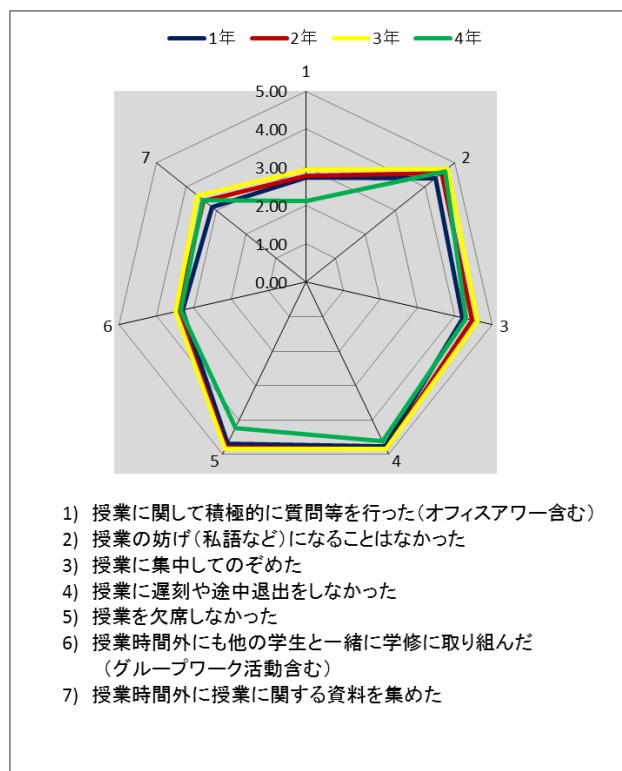 1年 2年 3年 4年
1
5.00
4.00
3.00
2.00
1.00
0.00
2
3
4
5
6
7
1) 授業に関して積極的に質問等を行った(オフィスアワー含む)
2) 授業の妨げ(私語など)になることはなかった
3) 授業に集中してのぞめた
4) 授業に遅刻や途中退出をしなかった
5) 授業を欠席しなかった
6) 授業時間外にも他の学生と一緒に学修に取り組んだ
(グループワーク活動含む)
7) 授業時間外に授業に関する資料を集めた